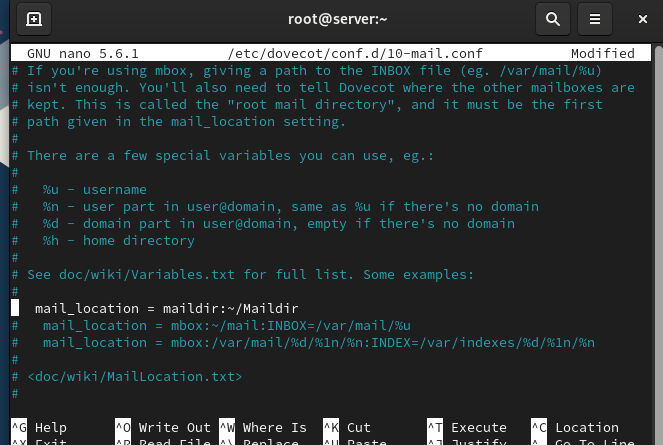 root@server:~
GNU nano 5.6.1 /etc/dovecot/conf.d/10-mail.conf Modified
# If you're using mbox, giving a path to the INBOX file (eg. /var/mail/%u)
# isn't enough. You'll also need to tell Dovecot where the other mailboxes are
# kept. This is called the "root mail directory", and it must be the first
# path given in the mail_location setting.
#
# There are a few special variables you can use, eg.:
#
#   %u - username
#   %n - user part in user@domain, same as %u if there's no domain
#   %d - domain part in user@domain, empty if there's no domain
#   %h - home directory
#
# See doc/wiki/Variables.txt for full list. Some examples:
#
   mail_location = maildir:~/Maildir
#   mail_location = mbox:~/mail:INBOX=/var/mail/%u
#   mail_location = mbox:/var/mail/%d/%1n/%n:INDEX=/var/indexes/%d/%1n/%n
#
# <doc/wiki/MailLocation.txt>
#
^G Help ^O Write Out ^W Where Is ^K Cut ^T Execute ^C Location
^X Exit ^R Read File ^\ Replace ^U Paste ^J Justify ^_ Go To Line